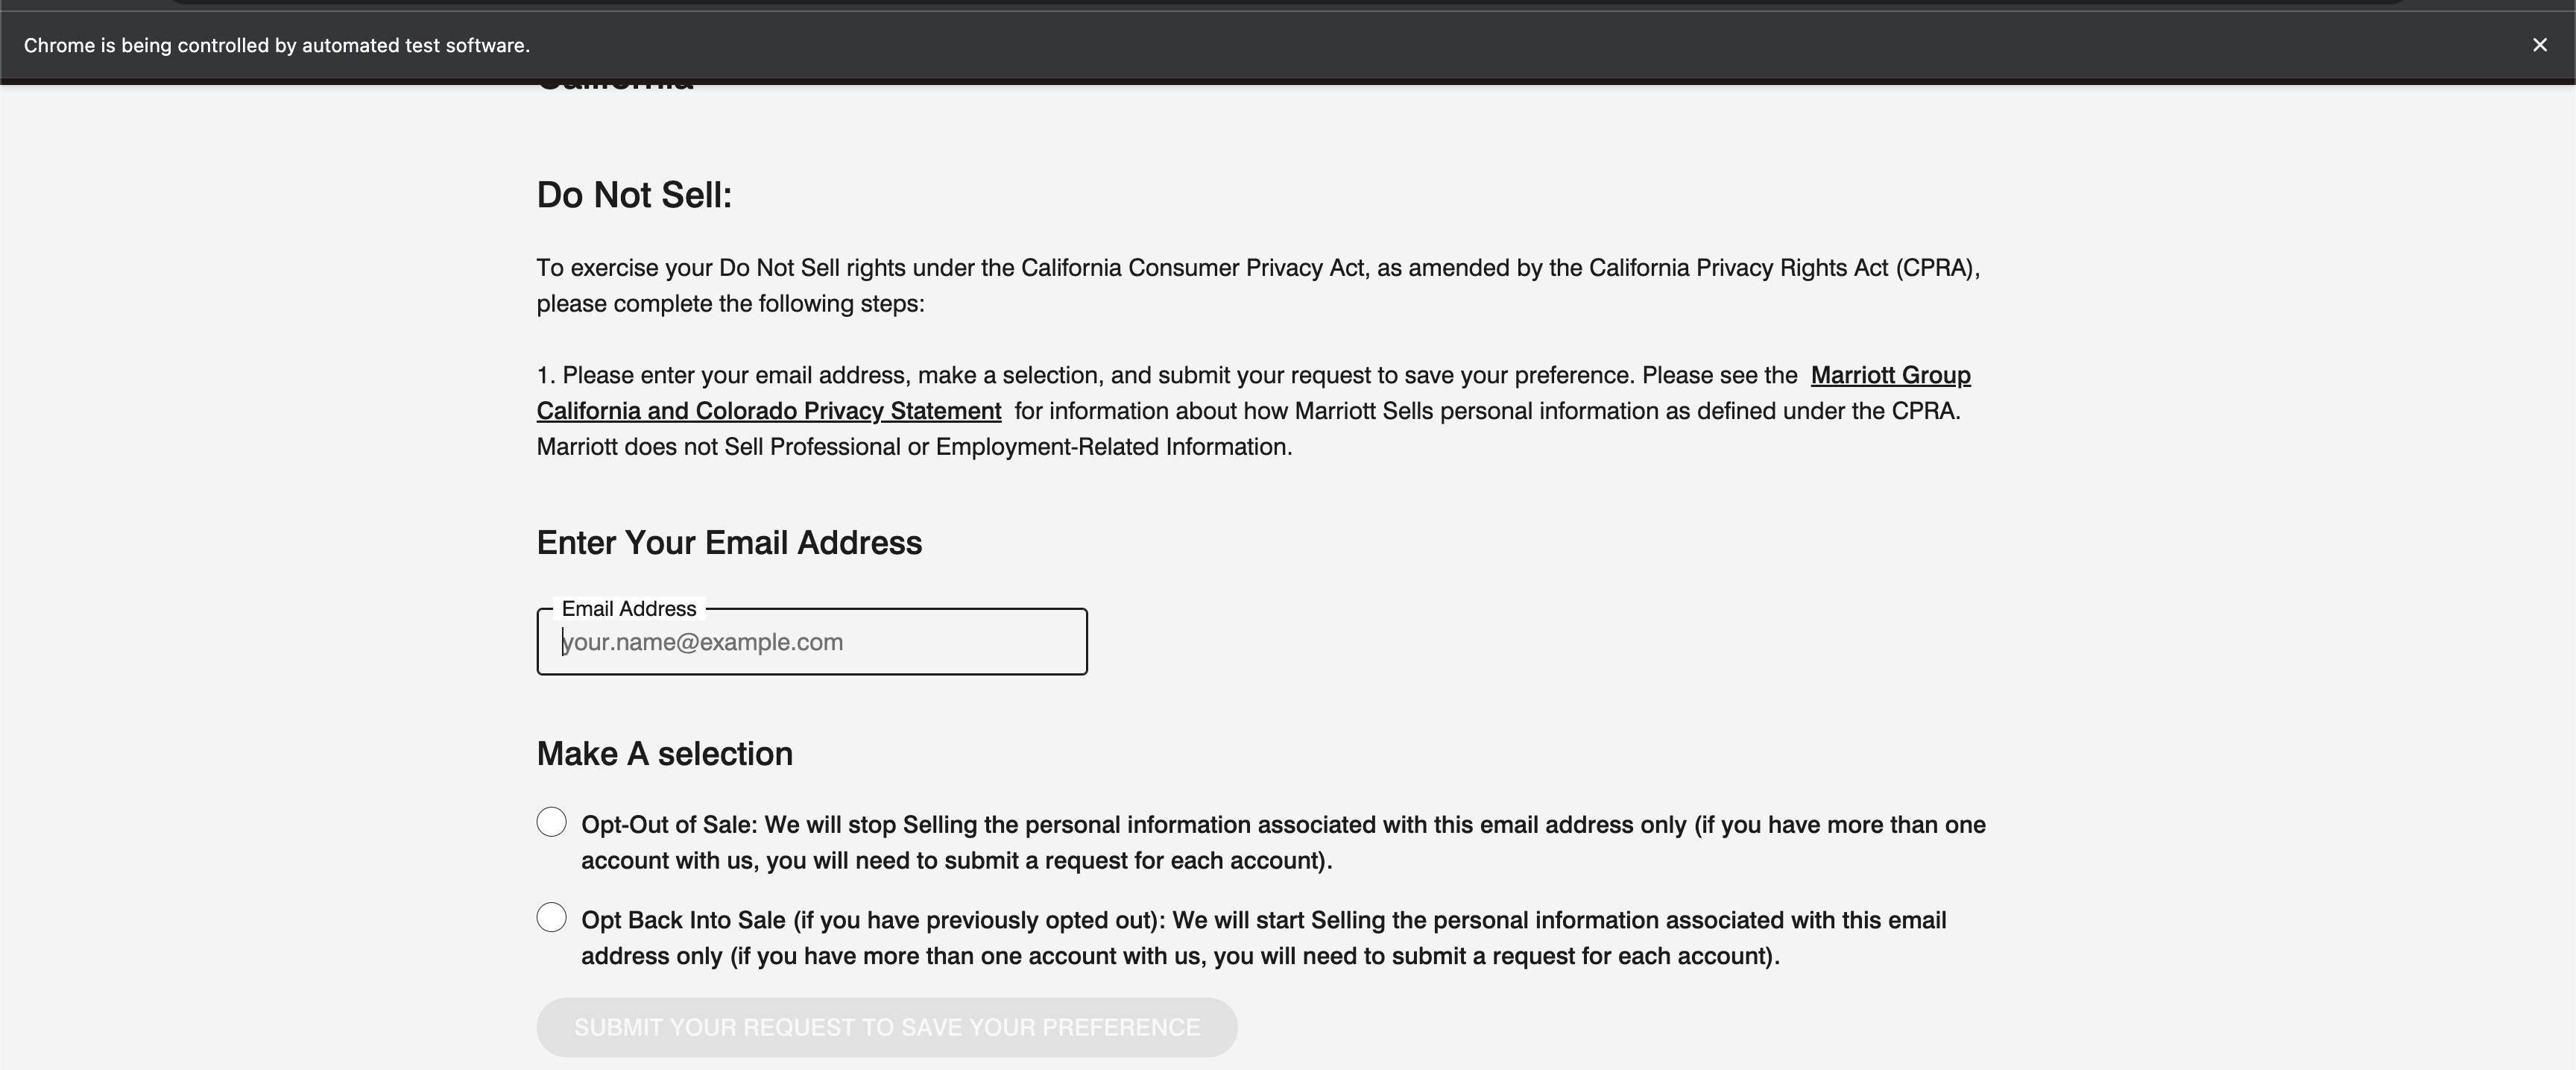 Chrome is being controlled by automated test software.
California
Do Not Sell:
To exercise your Do Not Sell rights under the California Consumer Privacy Act, as amended by the California Privacy Rights Act (CPRA),
please complete the following steps:
1. Please enter your email address, make a selection, and submit your request to save your preference. Please see the Marriott Group
California and Colorado Privacy Statement for information about how Marriott Sells personal information as defined under the CPRA.
Marriott does not Sell Professional or Employment-Related Information.
Enter Your Email Address
Email Address
your.name@example.com
Make A selection
Opt-Out of Sale: We will stop Selling the personal information associated with this email address only (if you have more than one
account with us, you will need to submit a request for each account).
Opt Back Into Sale (if you have previously opted out): We will start Selling the personal information associated with this email
address only (if you have more than one account with us, you will need to submit a request for each account).
SUBMIT YOUR REQUEST TO SAVE YOUR PREFERENCE